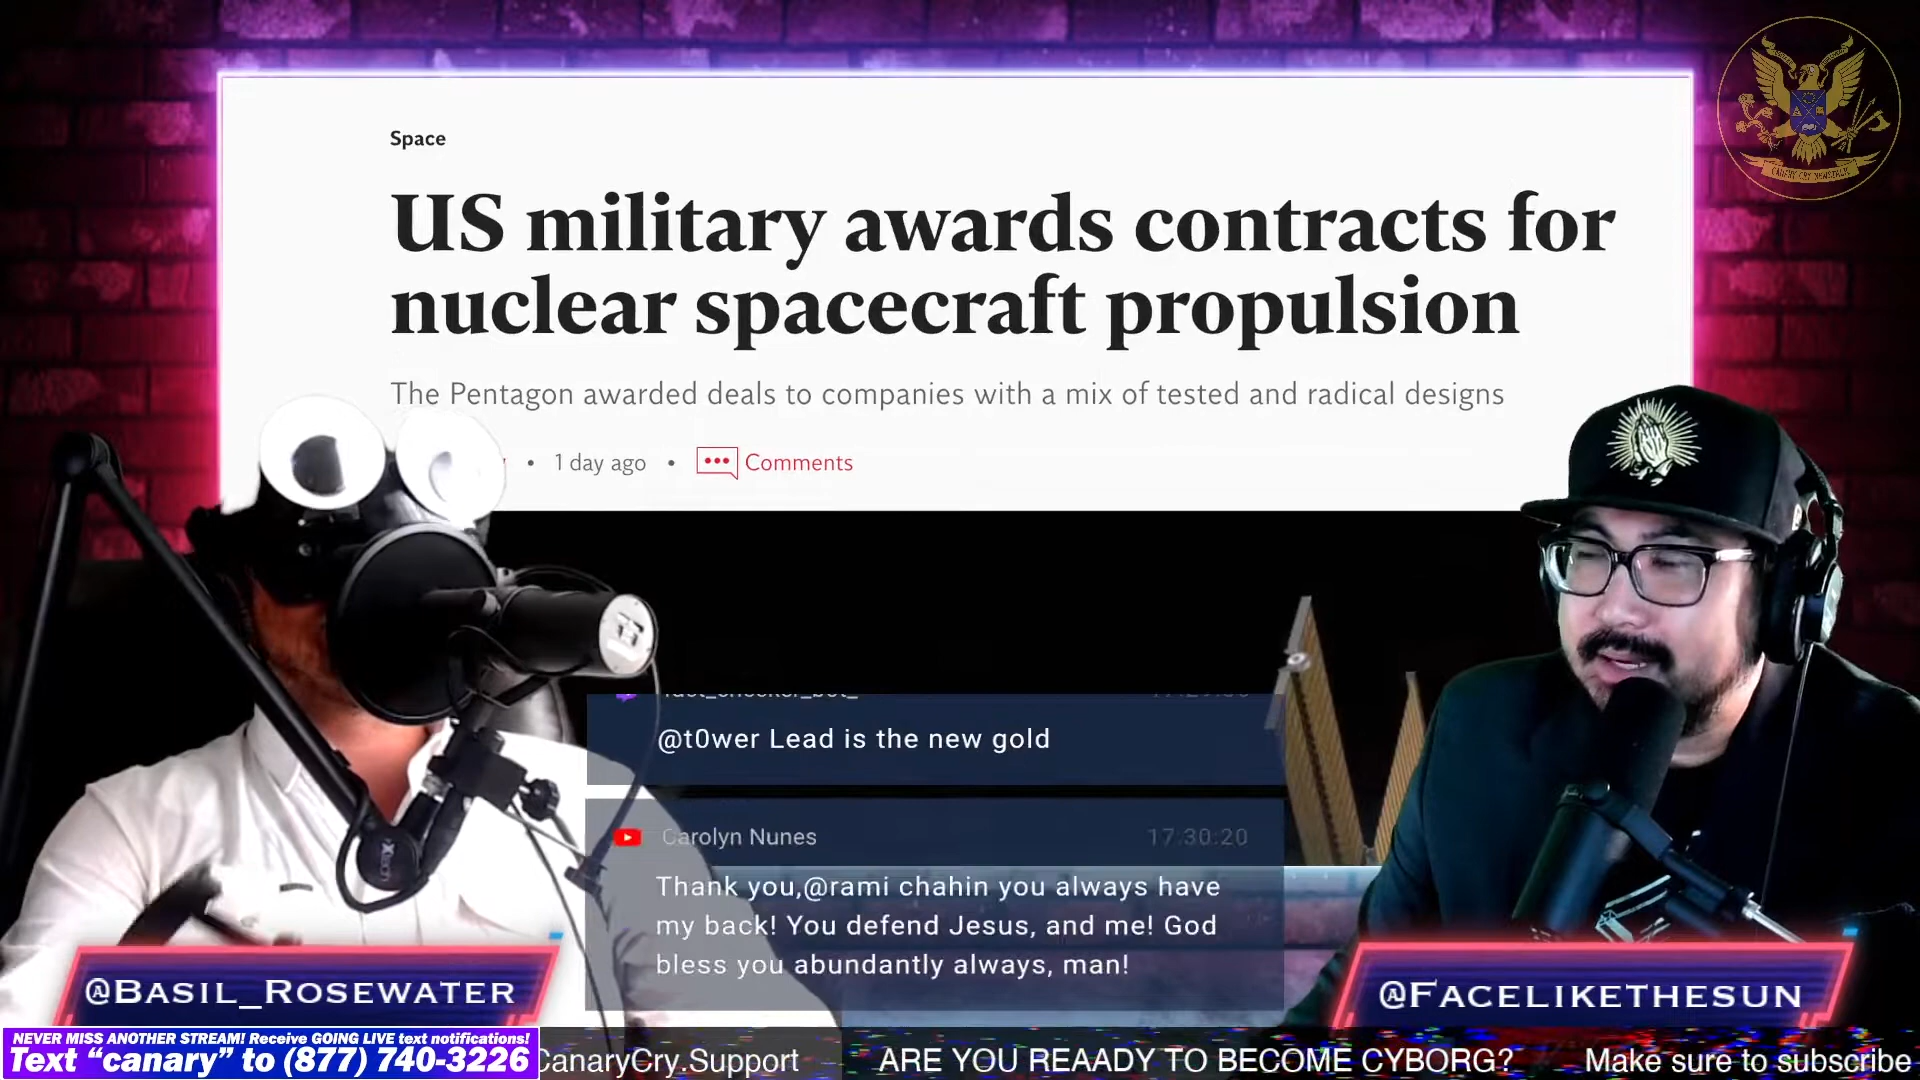 Space
US military awards contracts for
nuclear spacecraft propulsion
The Pentagon awarded deals to companies with a mix of tested and radical designs
• 1 day ago • Comments
@t0wer Lead is the new gold
Carolyn Nunes 17:30:20
Thank you,@rami chahin you always have
my back! You defend Jesus, and me! God
bless you abundantly always, man!
@BASIL_ROSEWATER
@FACELIKETHESUN
NEVER MISS ANOTHER STREAM! Receive GOING LIVE text notifications!
Text “canary” to (877) 740-3226
CanaryCry.Support ARE YOU REAADY TO BECOME CYBORG? Make sure to subscribe
CANARY CRY NEWSTALK